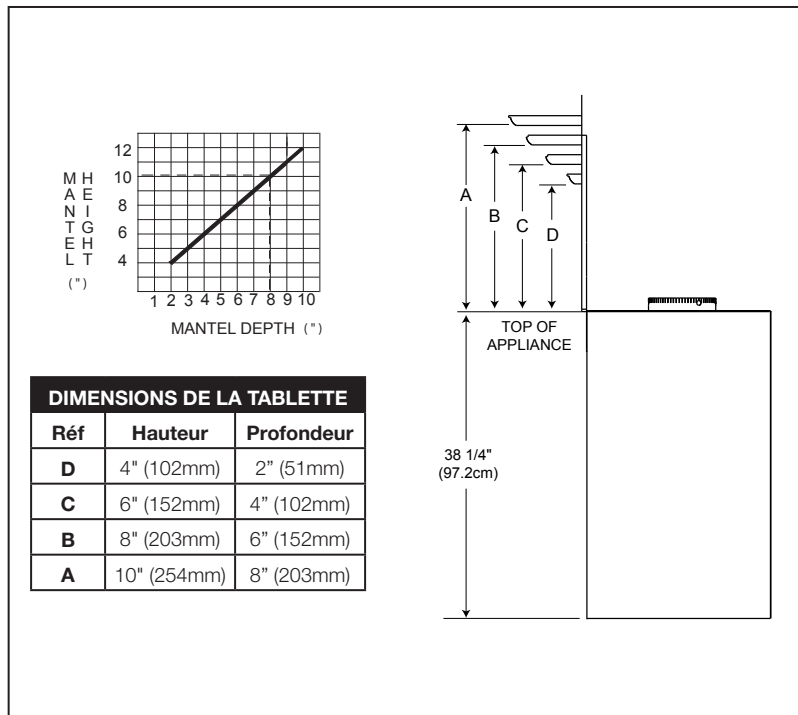 12
10
8
6
4
MANTEL
HEIGHT
(")
1 2 3 4 5 6 7 8 9 10
MANTEL DEPTH (")
DIMENSIONS DE LA TABLETTE
Réf Hauteur Profondeur
D 4" (102mm) 2” (51mm)
C 6" (152mm) 4” (102mm)
B 8" (203mm) 6” (152mm)
A 10" (254mm) 8” (203mm)
A
B
C
D
TOP OF
APPLIANCE
38 1/4"
(97.2cm)